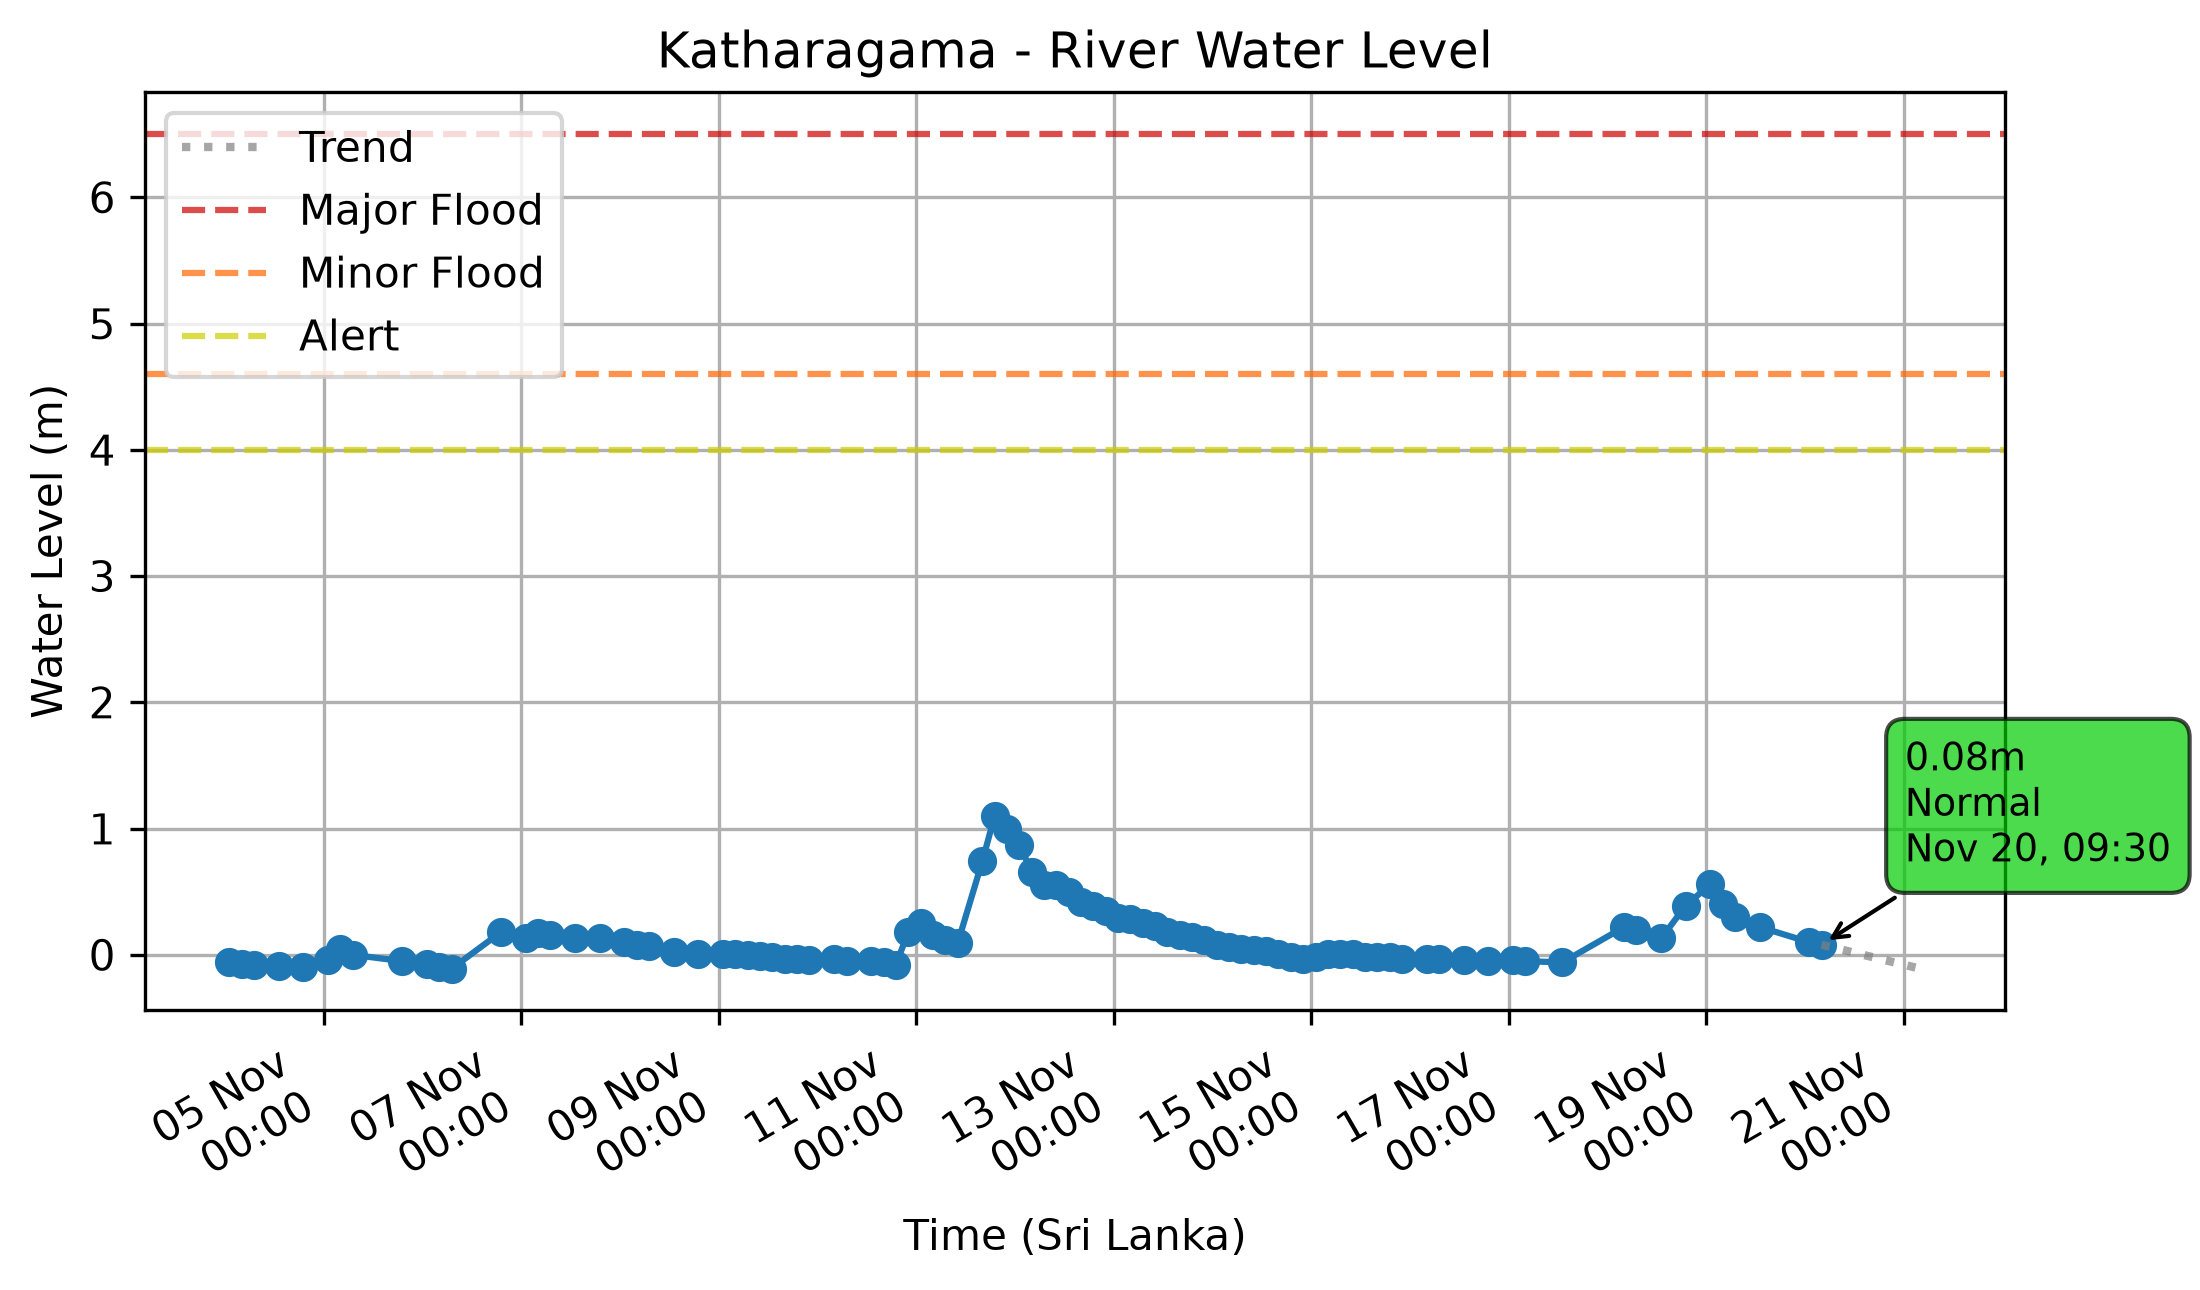 Katharagama - River Water Level
Trend
Major Flood
Minor Flood
Alert
Water Level (m)
6
5
4
3
2
1
0
0.08m
Normal
Nov 20, 09:30
05 Nov
00:00
07 Nov
00:00
09 Nov
00:00
11 Nov
00:00
13 Nov
00:00
15 Nov
00:00
17 Nov
00:00
19 Nov
00:00
21 Nov
00:00
Time (Sri Lanka)